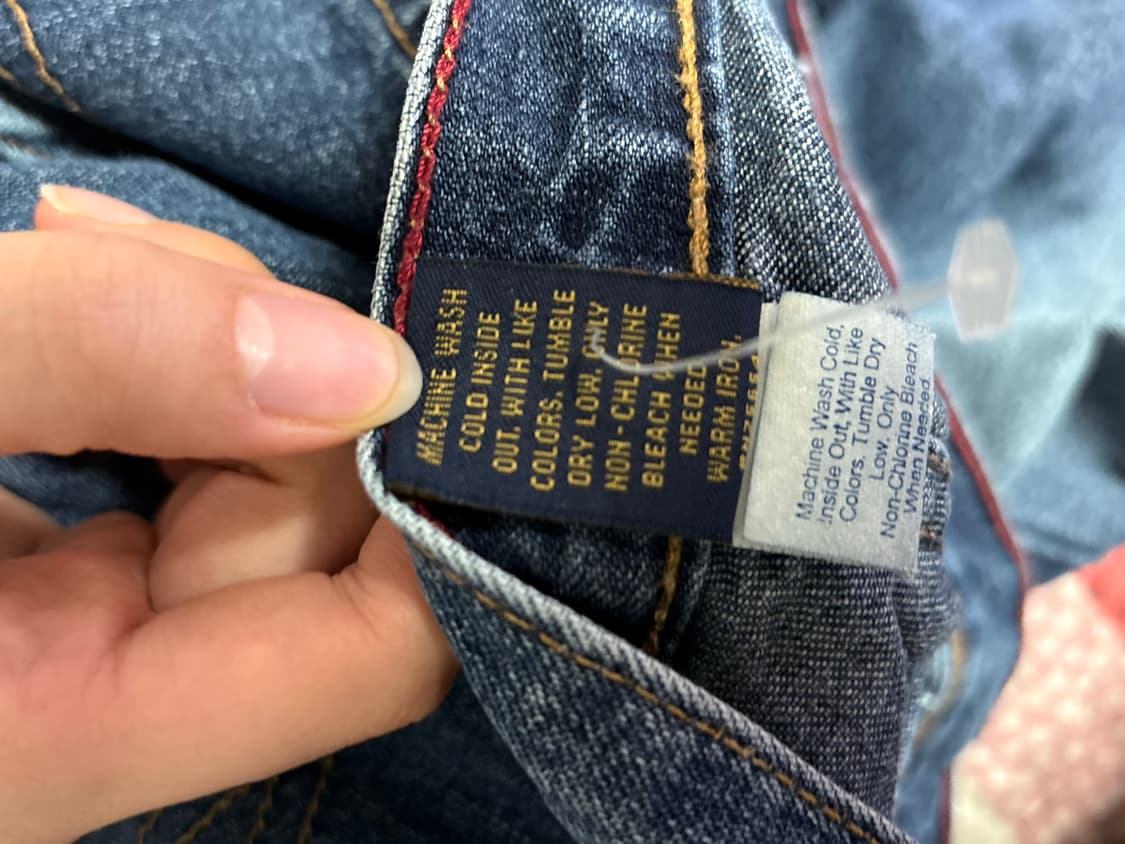 MACHINE WASH
COLD INSIDE
OUT. WITH LIKE
COLORS. TUMBLE
DRY LOW. ONLY
NON-CHLORINE
BLEACH WHEN
NEEDED
WARM IRON.
Machine Wash Cold,
Inside Out, With Like
Colors. Tumble Dry
Low. Only
Non-Chlorine Bleach
When Needed.